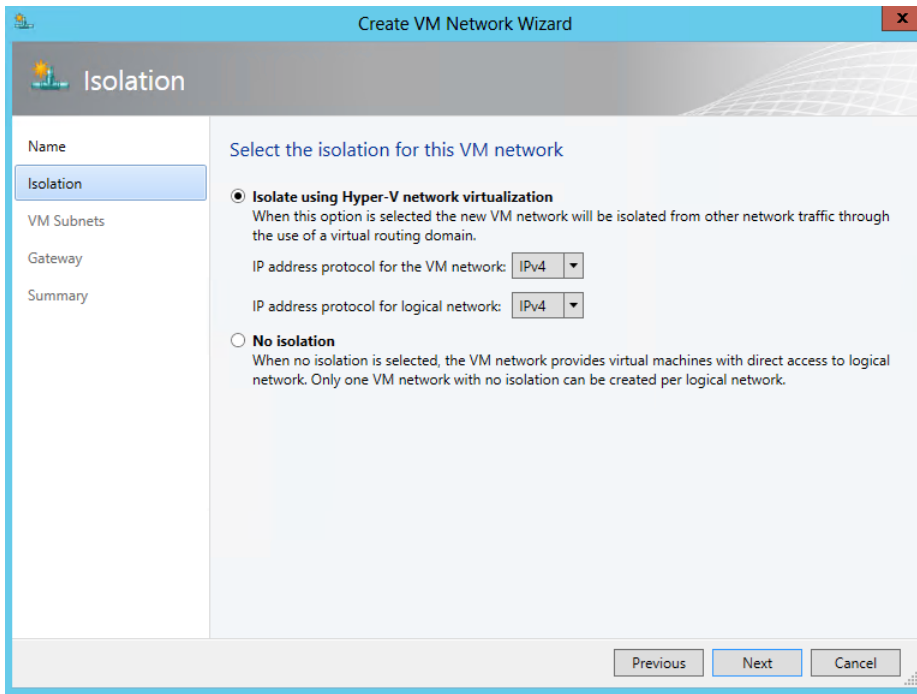 Create VM Network Wizard
x
Isolation
Name
Isolation
VM Subnets
Gateway
Summary
Select the isolation for this VM network
Isolate using Hyper-V network virtualization
When this option is selected the new VM network will be isolated from other network traffic through
the use of a virtual routing domain.
IP address protocol for the VM network: IPv4
IP address protocol for logical network: IPv4
No isolation
When no isolation is selected, the VM network provides virtual machines with direct access to logical
network. Only one VM network with no isolation can be created per logical network.
Previous Next Cancel